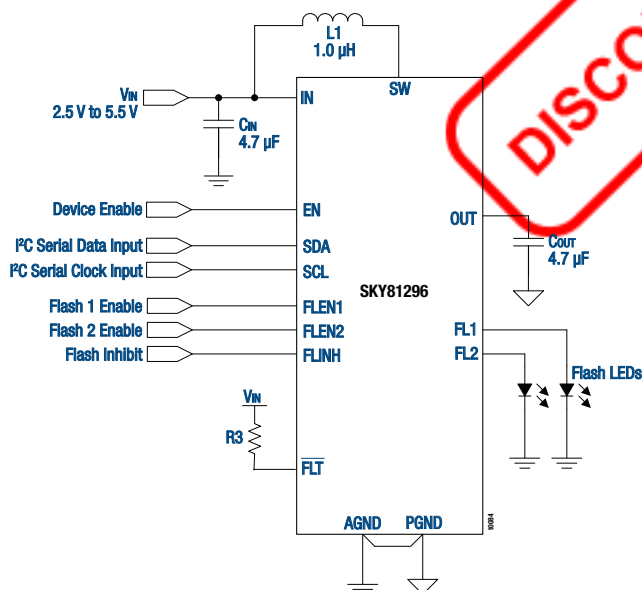 L1
1.0 µH
DISCO
VIN
2.5 V to 5.5 V
IN
SW
CIN
4.7 µF
Device Enable
EN
OUT
I²C Serial Data Input
SDA
COUT
4.7 µF
I²C Serial Clock Input
SCL
SKY81296
Flash 1 Enable
FLEN1
Flash 2 Enable
FLEN2
FL1
Flash Inhibit
FLINH
FL2
Flash LEDs
VIN
R3
FLT
AGND
PGND
t0084